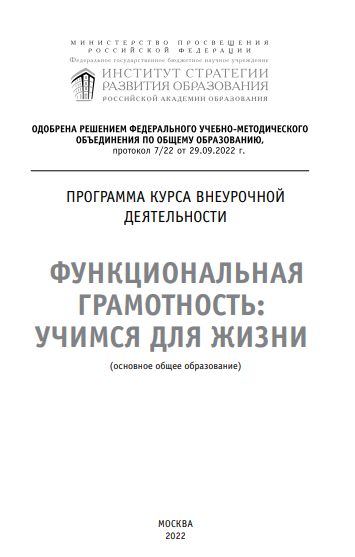 МИНИСТЕРСТВО ПРОСВЕЩЕНИЯ
РОССИЙСКОЙ ФЕДЕРАЦИИ
Федеральное государственное бюджетное научное учреждение
ИНСТИТУТ СТРАТЕГИИ
РАЗВИТИЯ ОБРАЗОВАНИЯ
РОССИЙСКОЙ АКАДЕМИИ ОБРАЗОВАНИЯ
ОДОБРЕНА РЕШЕНИЕМ ФЕДЕРАЛЬНОГО УЧЕБНО-МЕТОДИЧЕСКОГО
ОБЪЕДИНЕНИЯ ПО ОБЩЕМУ ОБРАЗОВАНИЮ,
протокол 7/22 от 29.09.2022 г.
ПРОГРАММА КУРСА ВНЕУРОЧНОЙ
ДЕЯТЕЛЬНОСТИ
ФУНКЦИОНАЛЬНАЯ
ГРАМОТНОСТЬ:
УЧИМСЯ ДЛЯ ЖИЗНИ
(основное общее образование)
МОСКВА
2022